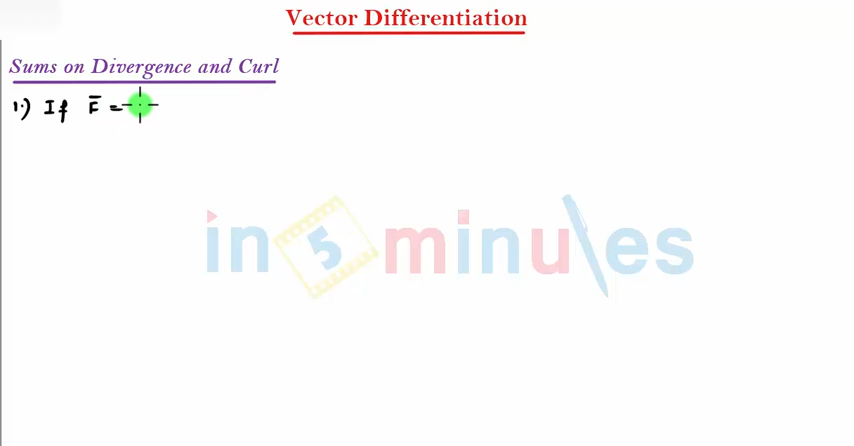 Vector Differentiation
Sums on Divergence and Curl
1.) If F̄ =
in 5 minutes